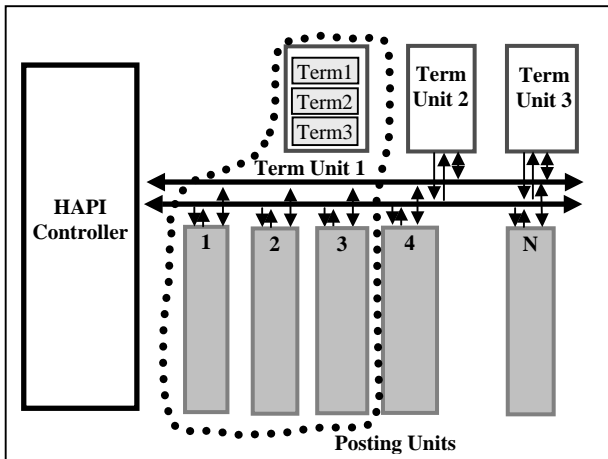 Term1
Term2
Term3
Term
Unit 2
Term
Unit 3
Term Unit 1
HAPI
Controller
1
2
3
4
N
Posting Units